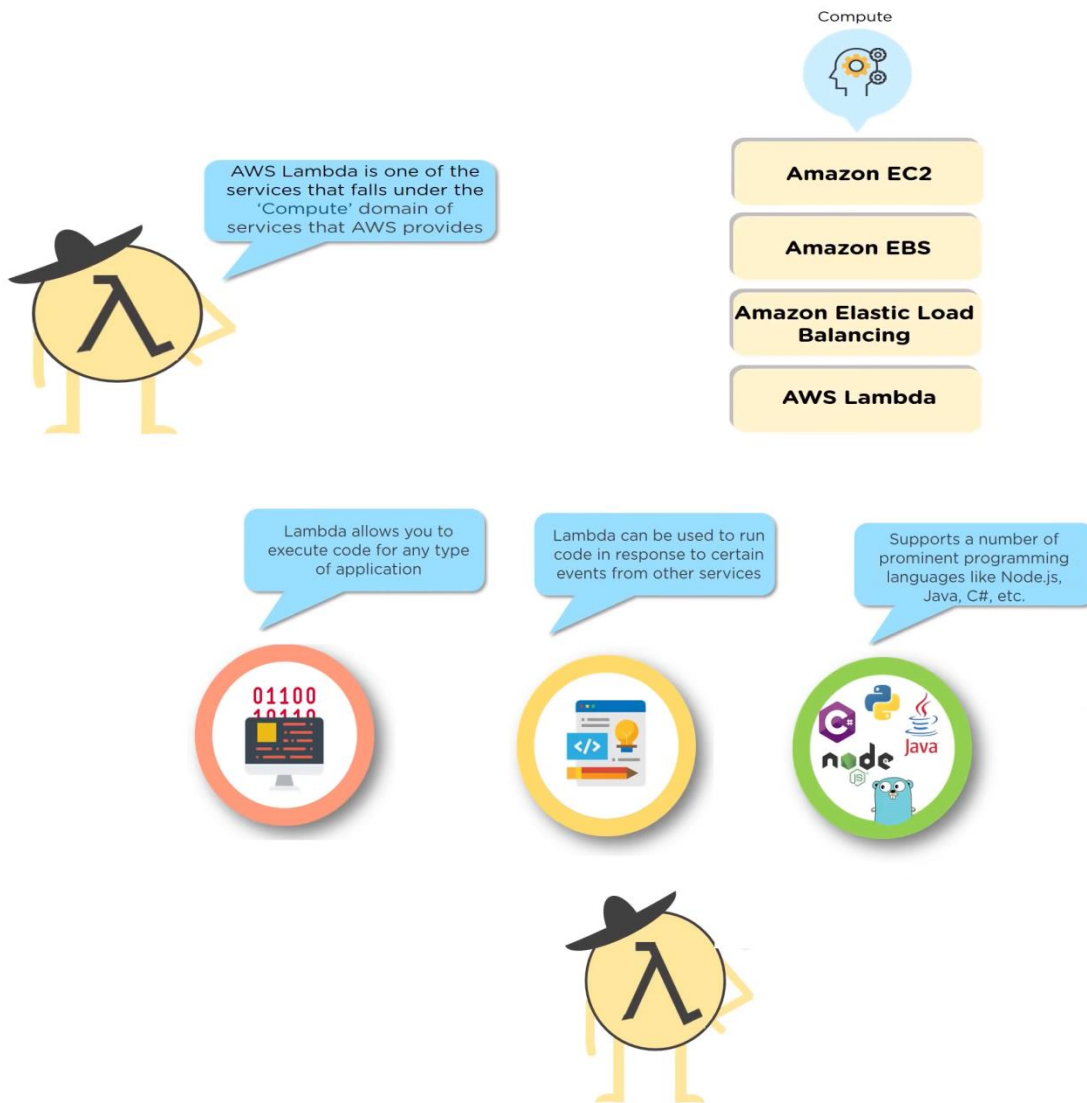 Compute
AWS Lambda is one of the
services that falls under the
‘Compute’ domain of
services that AWS provides
λ
Amazon EC2
Amazon EBS
Amazon Elastic Load
Balancing
AWS Lambda
Lambda allows you to
execute code for any type
of application
Lambda can be used to run
code in response to certain
events from other services
Supports a number of
prominent programming
languages like Node.js,
Java, C#, etc.
01100
10110
</>
C#
Java
node
JS
λ